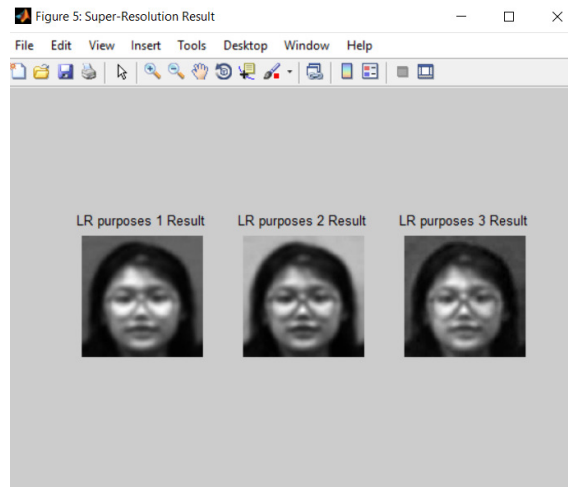 Figure 5: Super-Resolution Result
File Edit View Insert Tools Desktop Window Help
LR purposes 1 Result LR purposes 2 Result LR purposes 3 Result